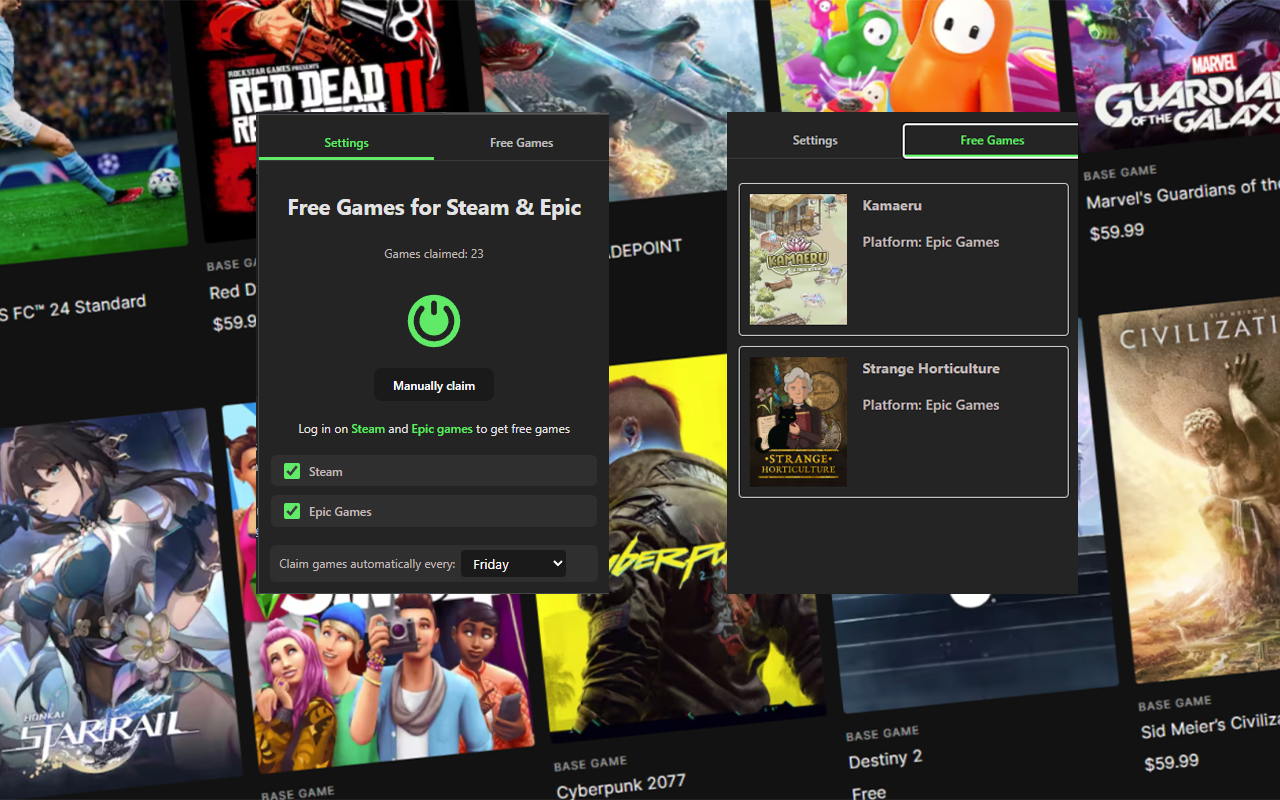 ROCKSTAR GAMES PRESENTS
RED DEAD
REDEMPTION II
MARVEL
GUARDIANS
OF THE GALAXY
BASE GAME
Marvel's Guardians of the
$59.99
FC™ 24 Standard
BASE GA
Red D
$59.9
ADEPOINT
Settings
Free Games
Free Games for Steam & Epic
Games claimed: 23
Manually claim
Log in on Steam and Epic games to get free games
Steam
Epic Games
Claim games automatically every:
Friday
Settings
Free Games
KAMAERU
Kamaeru
Platform: Epic Games
STRANGE
HORTICULTURE
Strange Horticulture
Platform: Epic Games
SID MEIER'S
CIVILIZATI
HONKAI
STAR RAIL
BASE GAME
BASE GAME
Cyberpunk 2077
BASE GAME
Destiny 2
Free
BASE GAME
Sid Meier's Civiliza
$59.99